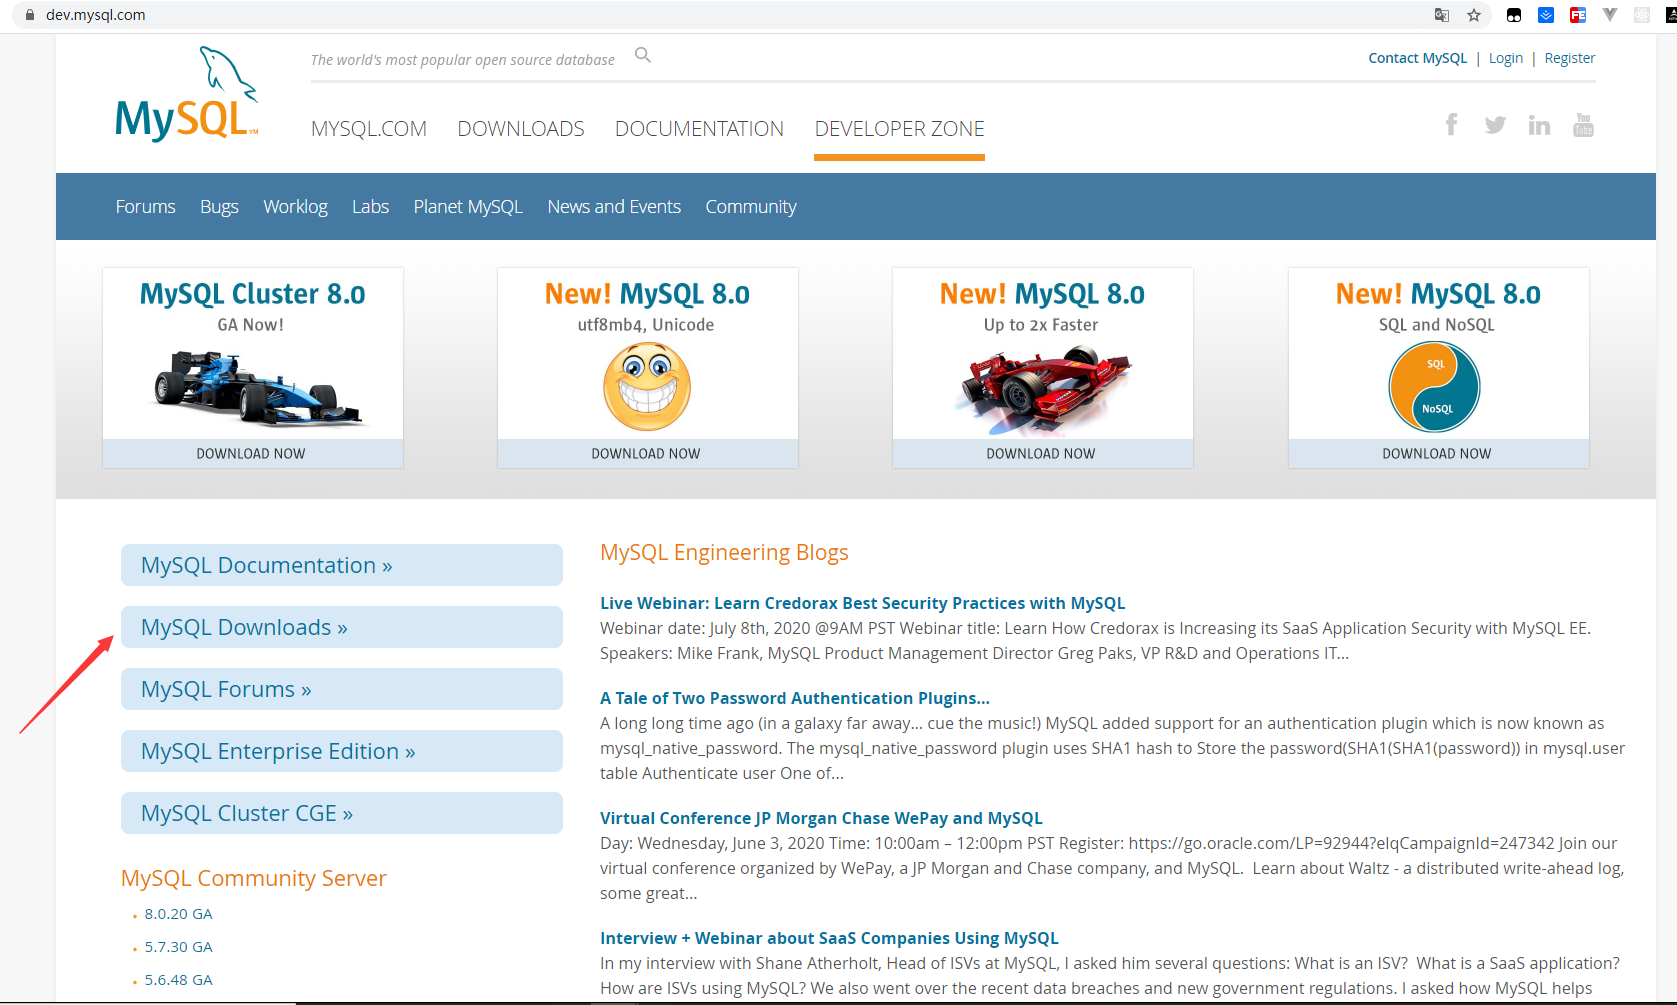 dev.mysql.com
The world's most popular open source database
Contact MySQL | Login | Register
MySQL™
MYSQL.COM DOWNLOADS DOCUMENTATION DEVELOPER ZONE
You Tube
Forums Bugs Worklog Labs Planet MySQL News and Events Community
MySQL Cluster 8.0
GA Now!
DOWNLOAD NOW
New! MySQL 8.0
utf8mb4, Unicode
DOWNLOAD NOW
New! MySQL 8.0
Up to 2x Faster
DOWNLOAD NOW
New! MySQL 8.0
SQL and NoSQL
SQL
NoSQL
DOWNLOAD NOW
MySQL Documentation »
MySQL Downloads »
MySQL Forums »
MySQL Enterprise Edition »
MySQL Cluster CGE »
MySQL Community Server
8.0.20 GA
5.7.30 GA
5.6.48 GA
MySQL Engineering Blogs
Live Webinar: Learn Credorax Best Security Practices with MySQL
Webinar date: July 8th, 2020 @9AM PST Webinar title: Learn How Credorax is Increasing its SaaS Application Security with MySQL EE.
Speakers: Mike Frank, MySQL Product Management Director Greg Paks, VP R&D and Operations IT...
A Tale of Two Password Authentication Plugins...
A long long time ago (in a galaxy far away... cue the music!) MySQL added support for an authentication plugin which is now known as
mysql_native_password. The mysql_native_password plugin uses SHA1 hash to Store the password(SHA1(SHA1(password)) in mysql.user
table Authenticate user One of...
Virtual Conference JP Morgan Chase WePay and MySQL
Day: Wednesday, June 3, 2020 Time: 10:00am – 12:00pm PST Register: https://go.oracle.com/LP=92944?elqCampaignId=247342 Join our
virtual conference organized by WePay, a JP Morgan and Chase company, and MySQL. Learn about Waltz - a distributed write-ahead log,
some great...
Interview + Webinar about SaaS Companies Using MySQL
In my interview with Shane Atherholt, Head of ISVs at MySQL, I asked him several questions: What is an ISV? What is a SaaS application?
How are ISVs using MySQL? We also went over the recent data breaches and new government regulations. I asked how MySQL helps